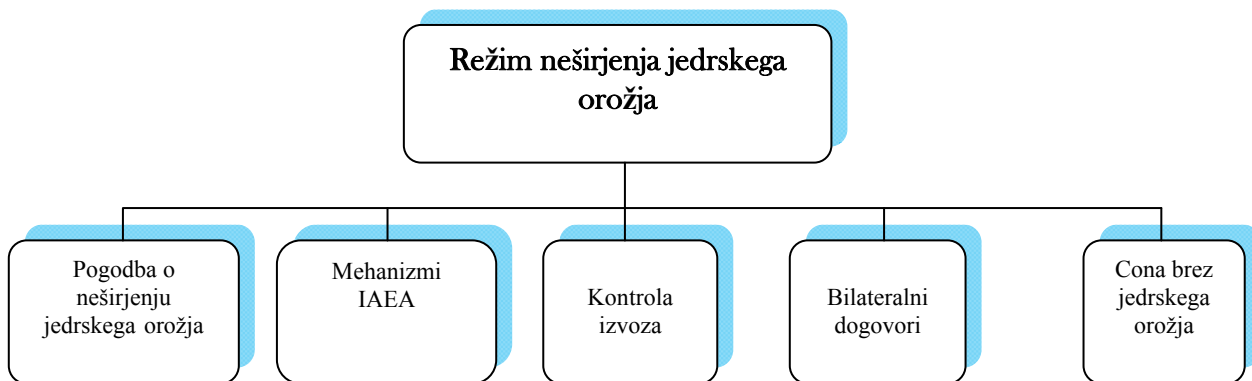 Režim neširjenja jedrskega
orožja
Pogodba o
neširjenju
jedrskega orožja
Mehanizmi
IAEA
Kontrola
izvoza
Bilateralni
dogovori
Cona brez
jedrskega
orožja